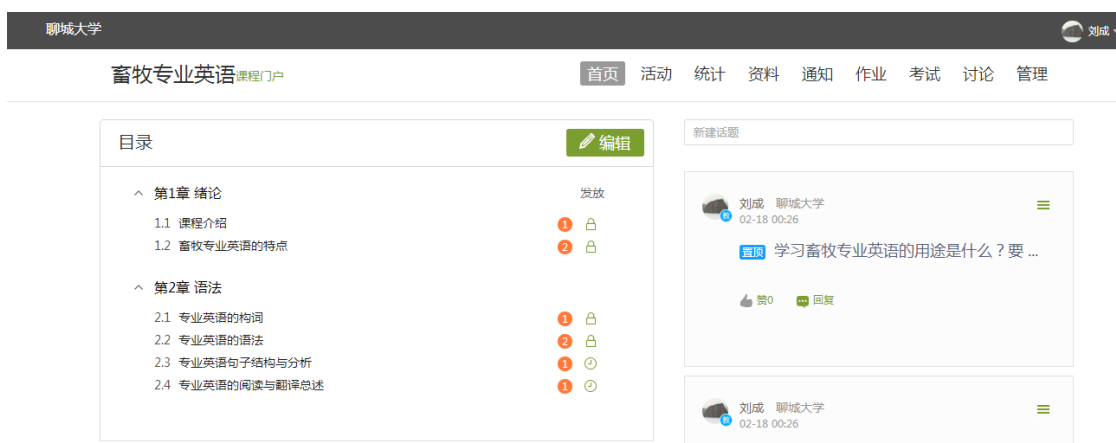 聊城大学
刘成
畜牧专业英语课程门户
首页 活动 统计 资料 通知 作业 考试 讨论 管理
目录
编辑
第1章 绪论 发放
1.1 课程介绍 1
1.2 畜牧专业英语的特点 2
第2章 语法
2.1 专业英语的构词 1
2.2 专业英语的语法 2
2.3 专业英语句子结构与分析 1
2.4 专业英语的阅读与翻译总述 1
新建话题
刘成 聊城大学
教 02-18 00:26
置顶 学习畜牧专业英语的用途是什么？要 ...
赞0 回复
刘成 聊城大学
教 02-18 00:26